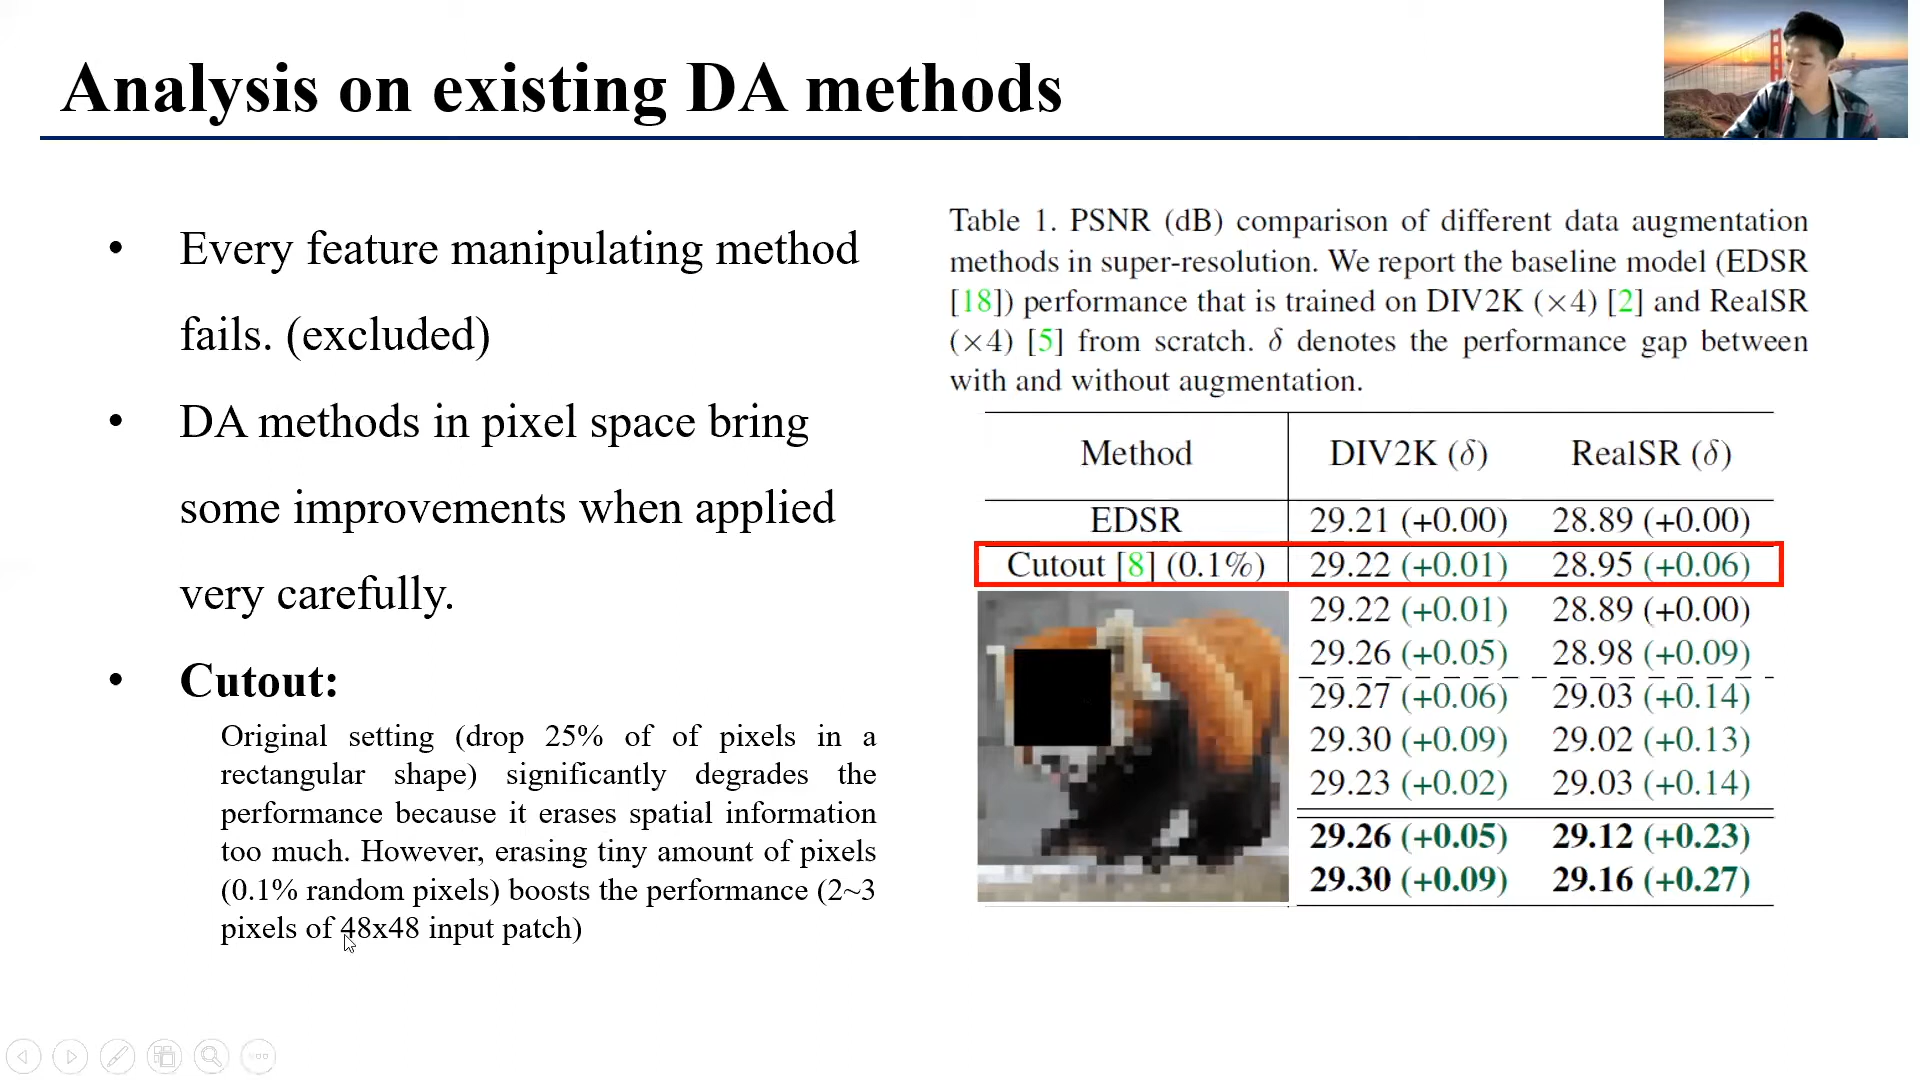 Analysis on existing DA methods
• Every feature manipulating method
fails. (excluded)
• DA methods in pixel space bring
some improvements when applied
very carefully.
• Cutout:
Original setting (drop 25% of of pixels in a
rectangular shape) significantly degrades the
performance because it erases spatial information
too much. However, erasing tiny amount of pixels
(0.1% random pixels) boosts the performance (2~3
pixels of 48x48 input patch)
Table 1. PSNR (dB) comparison of different data augmentation
methods in super-resolution. We report the baseline model (EDSR
[18]) performance that is trained on DIV2K (×4) [2] and RealSR
(×4) [5] from scratch. δ denotes the performance gap between
with and without augmentation.
Method DIV2K (δ) RealSR (δ)
EDSR 29.21 (+0.00) 28.89 (+0.00)
Cutout [8] (0.1%) 29.22 (+0.01) 28.95 (+0.06)
29.22 (+0.01) 28.89 (+0.00)
29.26 (+0.05) 28.98 (+0.09)
29.27 (+0.06) 29.03 (+0.14)
29.30 (+0.09) 29.02 (+0.13)
29.23 (+0.02) 29.03 (+0.14)
29.26 (+0.05) 29.12 (+0.23)
29.30 (+0.09) 29.16 (+0.27)